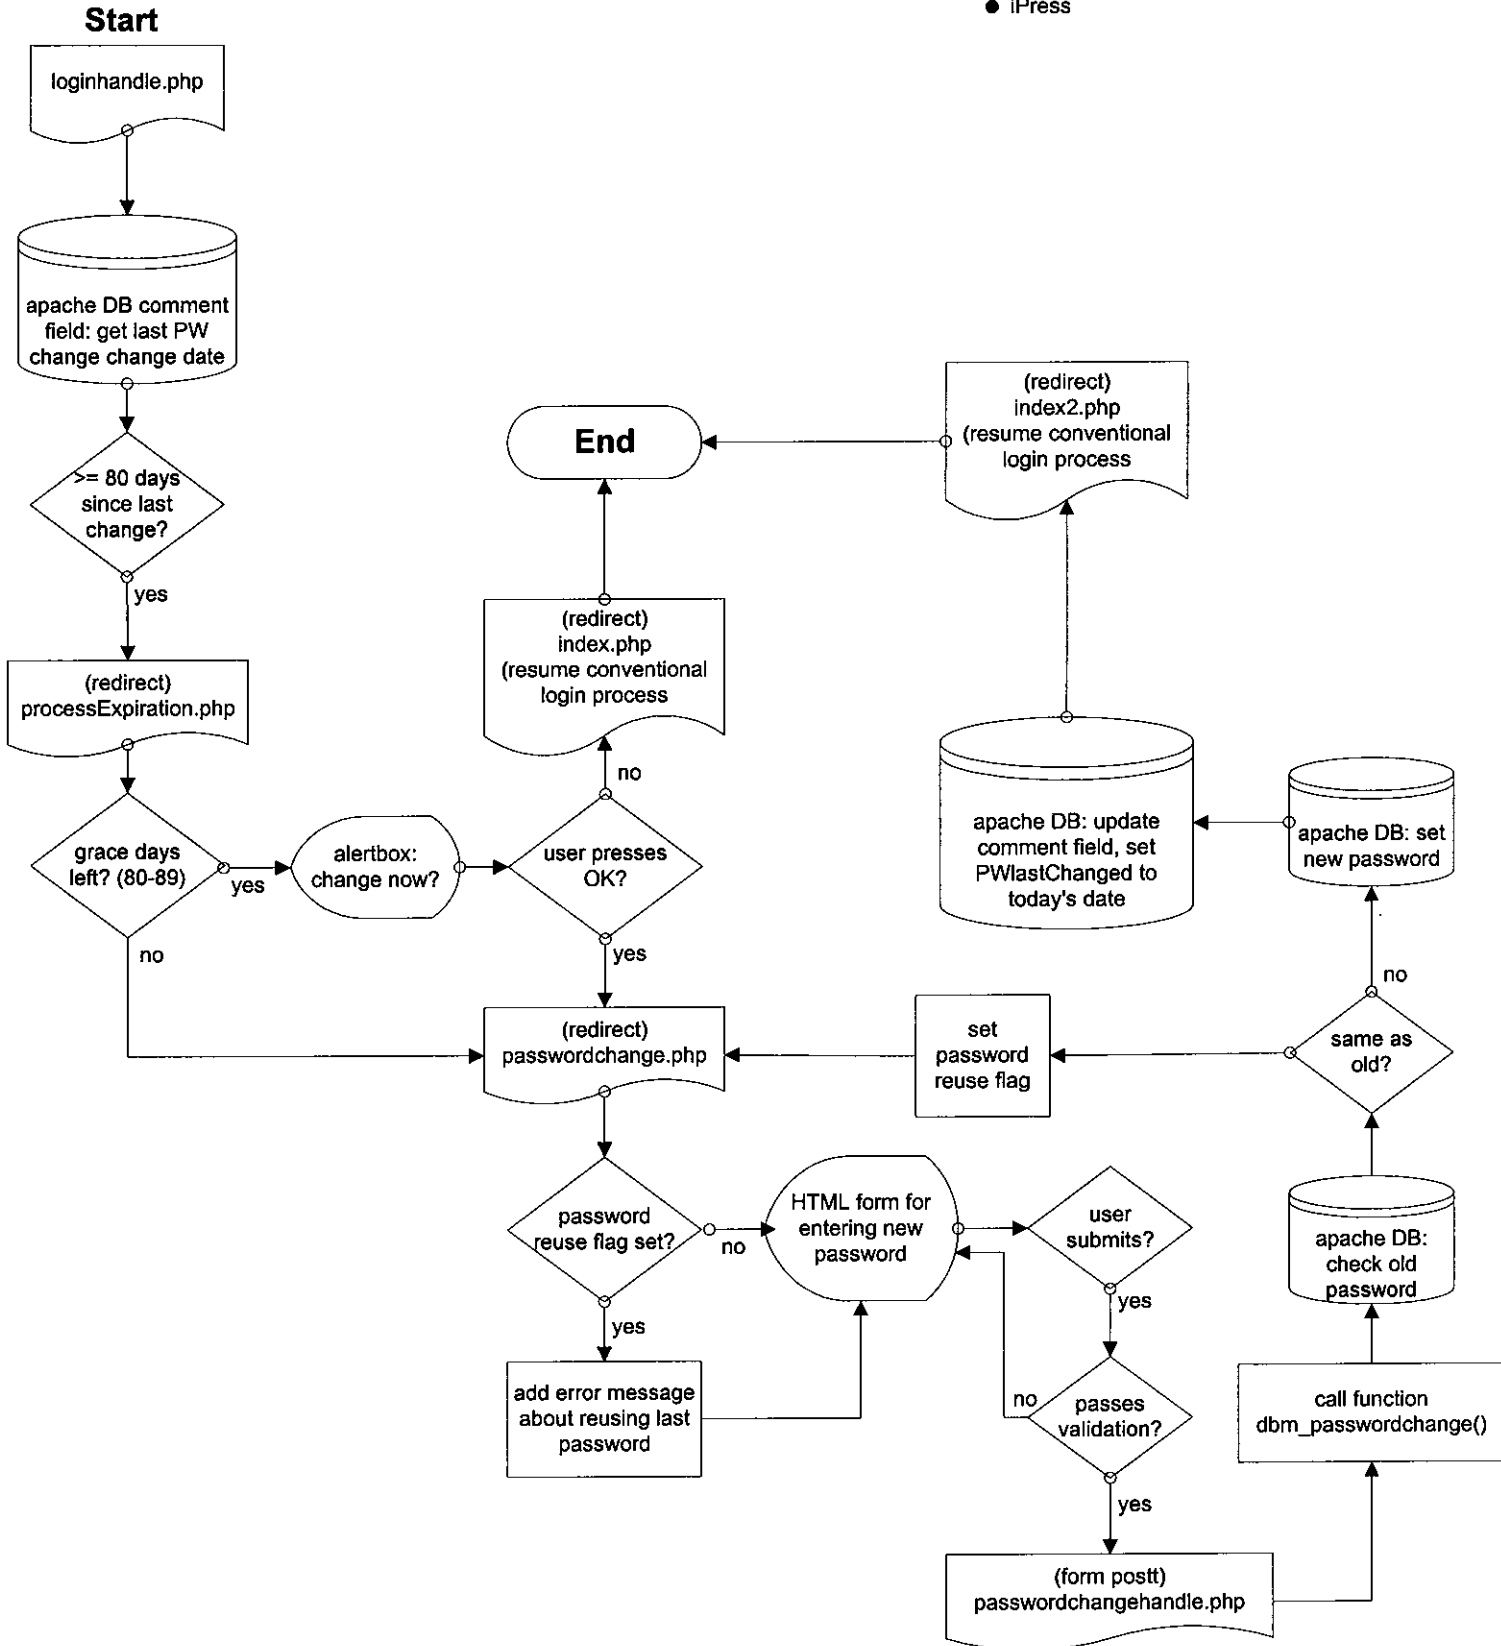 ● iPress
Start
loginhandle.php
apache DB comment
field: get last PW
change change date
>= 80 days
since last
change?
yes
(redirect)
processExpiration.php
grace days
left? (80-89)
yes
no
alertbox:
change now?
user presses
OK?
no
yes
(redirect)
index.php
(resume conventional
login process
End
(redirect)
index2.php
(resume conventional
login process
apache DB: update
comment field, set
PWlastChanged to
today's date
apache DB: set
new password
no
same as
old?
set
password
reuse flag
(redirect)
passwordchange.php
password
reuse flag set?
no
yes
add error message
about reusing last
password
HTML form for
entering new
password
user
submits?
yes
passes
validation?
no
yes
(form postt)
passwordchangehandle.php
call function
dbm_passwordchange()
apache DB:
check old
password